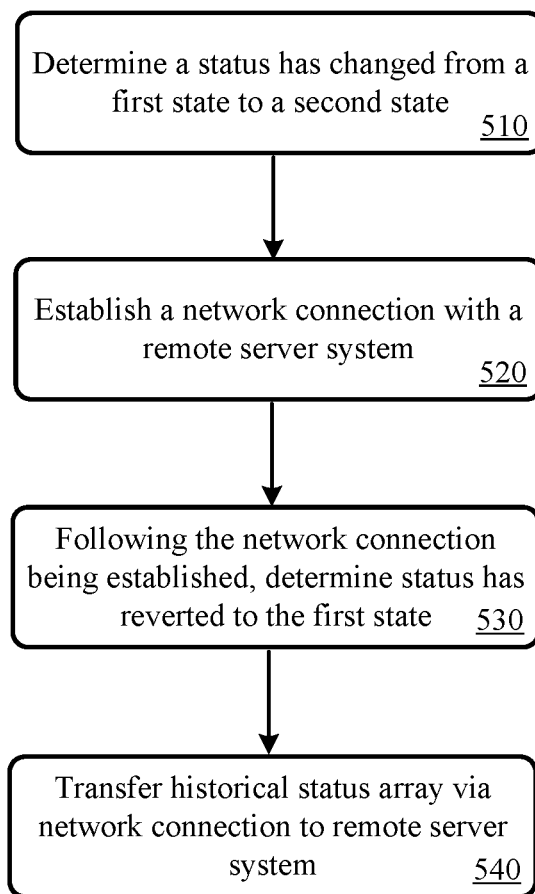 Determine a status has changed from a
first state to a second state
510
Establish a network connection with a
remote server system
520
Following the network connection
being established, determine status has
reverted to the first state
530
Transfer historical status array via
network connection to remote server
system
540